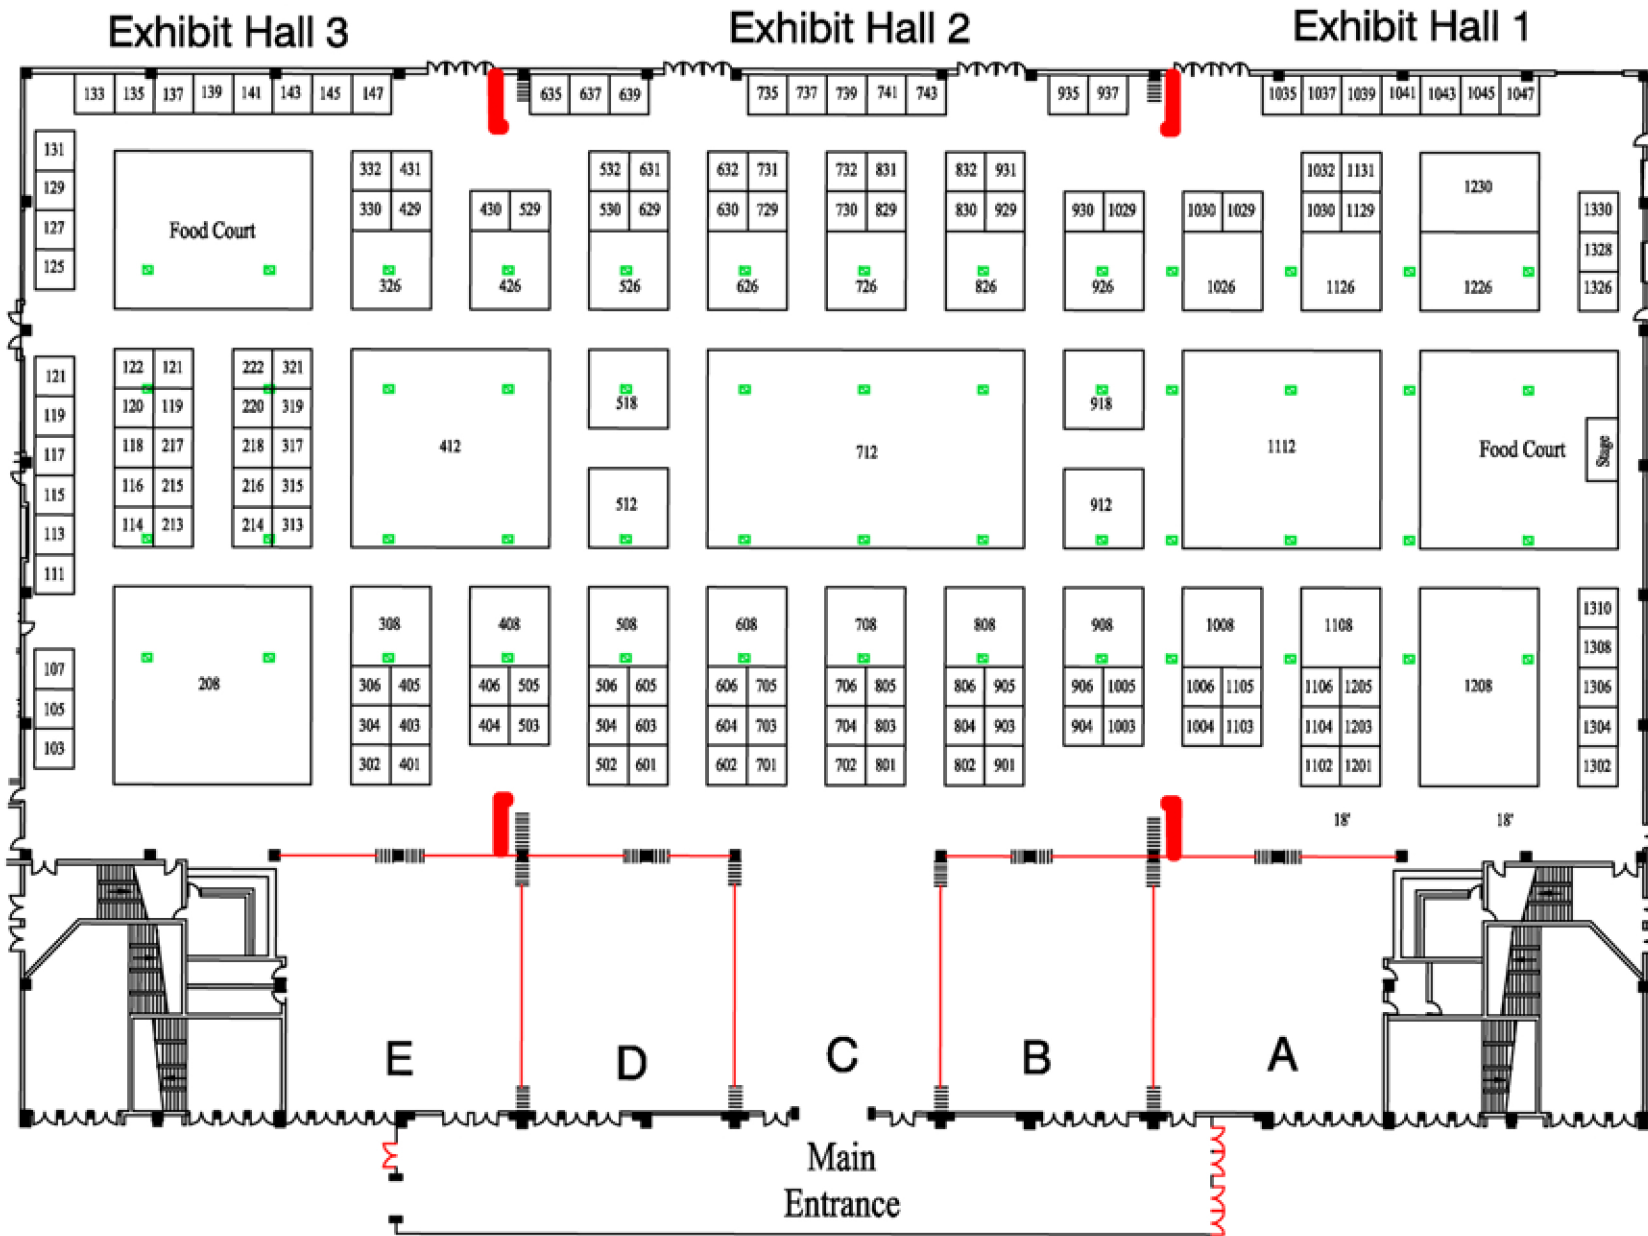 Exhibit Hall 3 Exhibit Hall 2 Exhibit Hall 1
133 135 137 139 141 143 145 147 635 637 639 735 737 739 741 743 935 937 1035 1037 1039 1041 1043 1045 1047
131 332 431 532 631 632 731 732 831 832 931 1032 1131
129 1230
330 429 430 529 530 629 630 729 730 829 830 929 930 1029 1030 1029 1030 1129 1330
127 Food Court
1328
125
326 426 526 626 726 826 926 1026 1126 1226 1326
122 121 222 321
121
120 119 220 319 518 918
119
118 217 218 317 412 712 1112 Food Court Stage
117
116 215 216 315
115
512 912
114 213 214 313
113
111
1310
308 408 508 608 708 808 908 1008 1108
1308
107
208 306 405 406 505 506 605 606 705 706 805 806 905 906 1005 1006 1105 1106 1205 1208 1306
105
304 403 404 503 504 603 604 703 704 803 804 903 904 1003 1004 1103 1104 1203 1304
103
302 401 502 601 602 701 702 801 802 901 1102 1201 1302
18' 18'
E D C B A
Main
Entrance